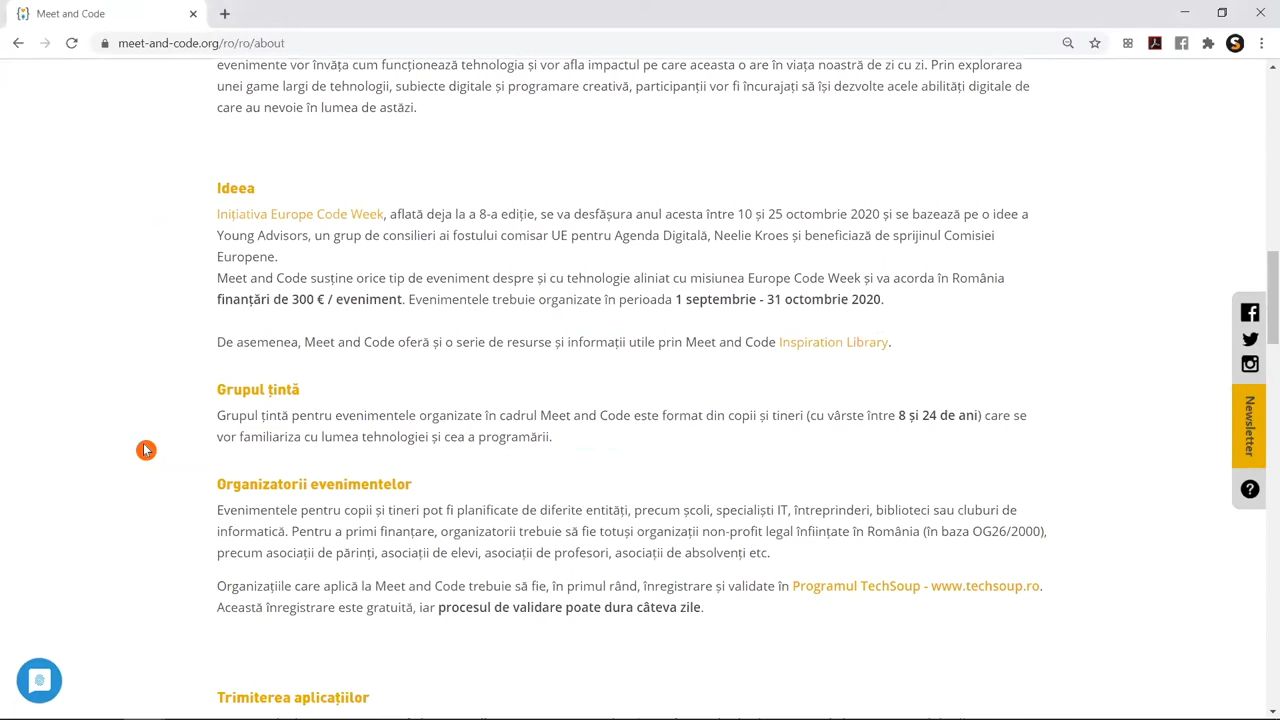 Meet and Code
meet-and-code.org/ro/ro/about
evenimente vor învăța cum funcționează tehnologia și vor afla impactul pe care aceasta o are în viața noastră de zi cu zi. Prin explorarea
unei game largi de tehnologii, subiecte digitale și programare creativă, participanții vor fi încurajați să își dezvolte acele abilități digitale de
care au nevoie în lumea de astăzi.
Ideea
Inițiativa Europe Code Week, aflată deja la a 8-a ediție, se va desfășura anul acesta între 10 și 25 octombrie 2020 și se bazează pe o idee a
Young Advisors, un grup de consilieri ai fostului comisar UE pentru Agenda Digitală, Neelie Kroes și beneficiază de sprijinul Comisiei
Europene.
Meet and Code susține orice tip de eveniment despre și cu tehnologie aliniat cu misiunea Europe Code Week și va acorda în România
finanțări de 300 € / eveniment. Evenimentele trebuie organizate în perioada 1 septembrie - 31 octombrie 2020.
De asemenea, Meet and Code oferă și o serie de resurse și informații utile prin Meet and Code Inspiration Library.
Grupul țintă
Grupul țintă pentru evenimentele organizate în cadrul Meet and Code este format din copii și tineri (cu vârste între 8 și 24 de ani) care se
vor familiariza cu lumea tehnologiei și cea a programării.
Newsletter
Organizatorii evenimentelor
Evenimentele pentru copii și tineri pot fi planificate de diferite entități, precum școli, specialiști IT, întreprinderi, biblioteci sau cluburi de
informatică. Pentru a primi finanțare, organizatorii trebuie să fie totuși organizații non-profit legal înființate în România (în baza OG26/2000),
precum asociații de părinți, asociații de elevi, asociații de profesori, asociații de absolvenți etc.
Organizațiile care aplică la Meet and Code trebuie să fie, în primul rând, înregistrare și validate în Programul TechSoup - www.techsoup.ro.
Această înregistrare este gratuită, iar procesul de validare poate dura câteva zile.
Trimiterea aplicațiilor